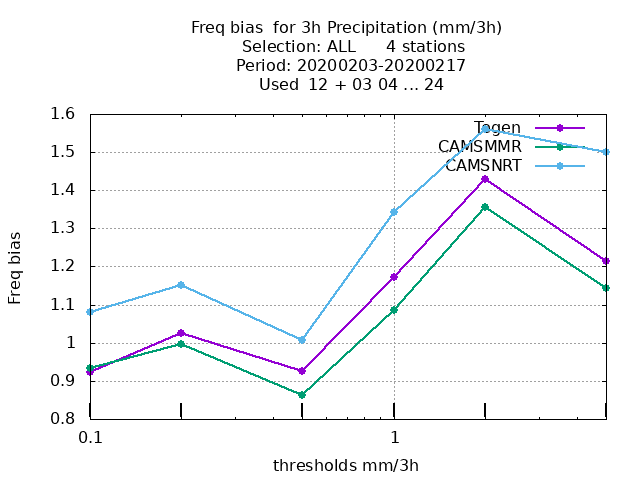 Freq bias  for 3h Precipitation (mm/3h)
Selection: ALL      4 stations
Period: 20200203-20200217
Used  12 + 03 04 ... 24
Tegen
CAMSMMR
CAMSNRT
1.6
1.5
1.4
1.3
1.2
1.1
1
0.9
0.8
Freq bias
0.1
1
thresholds mm/3h